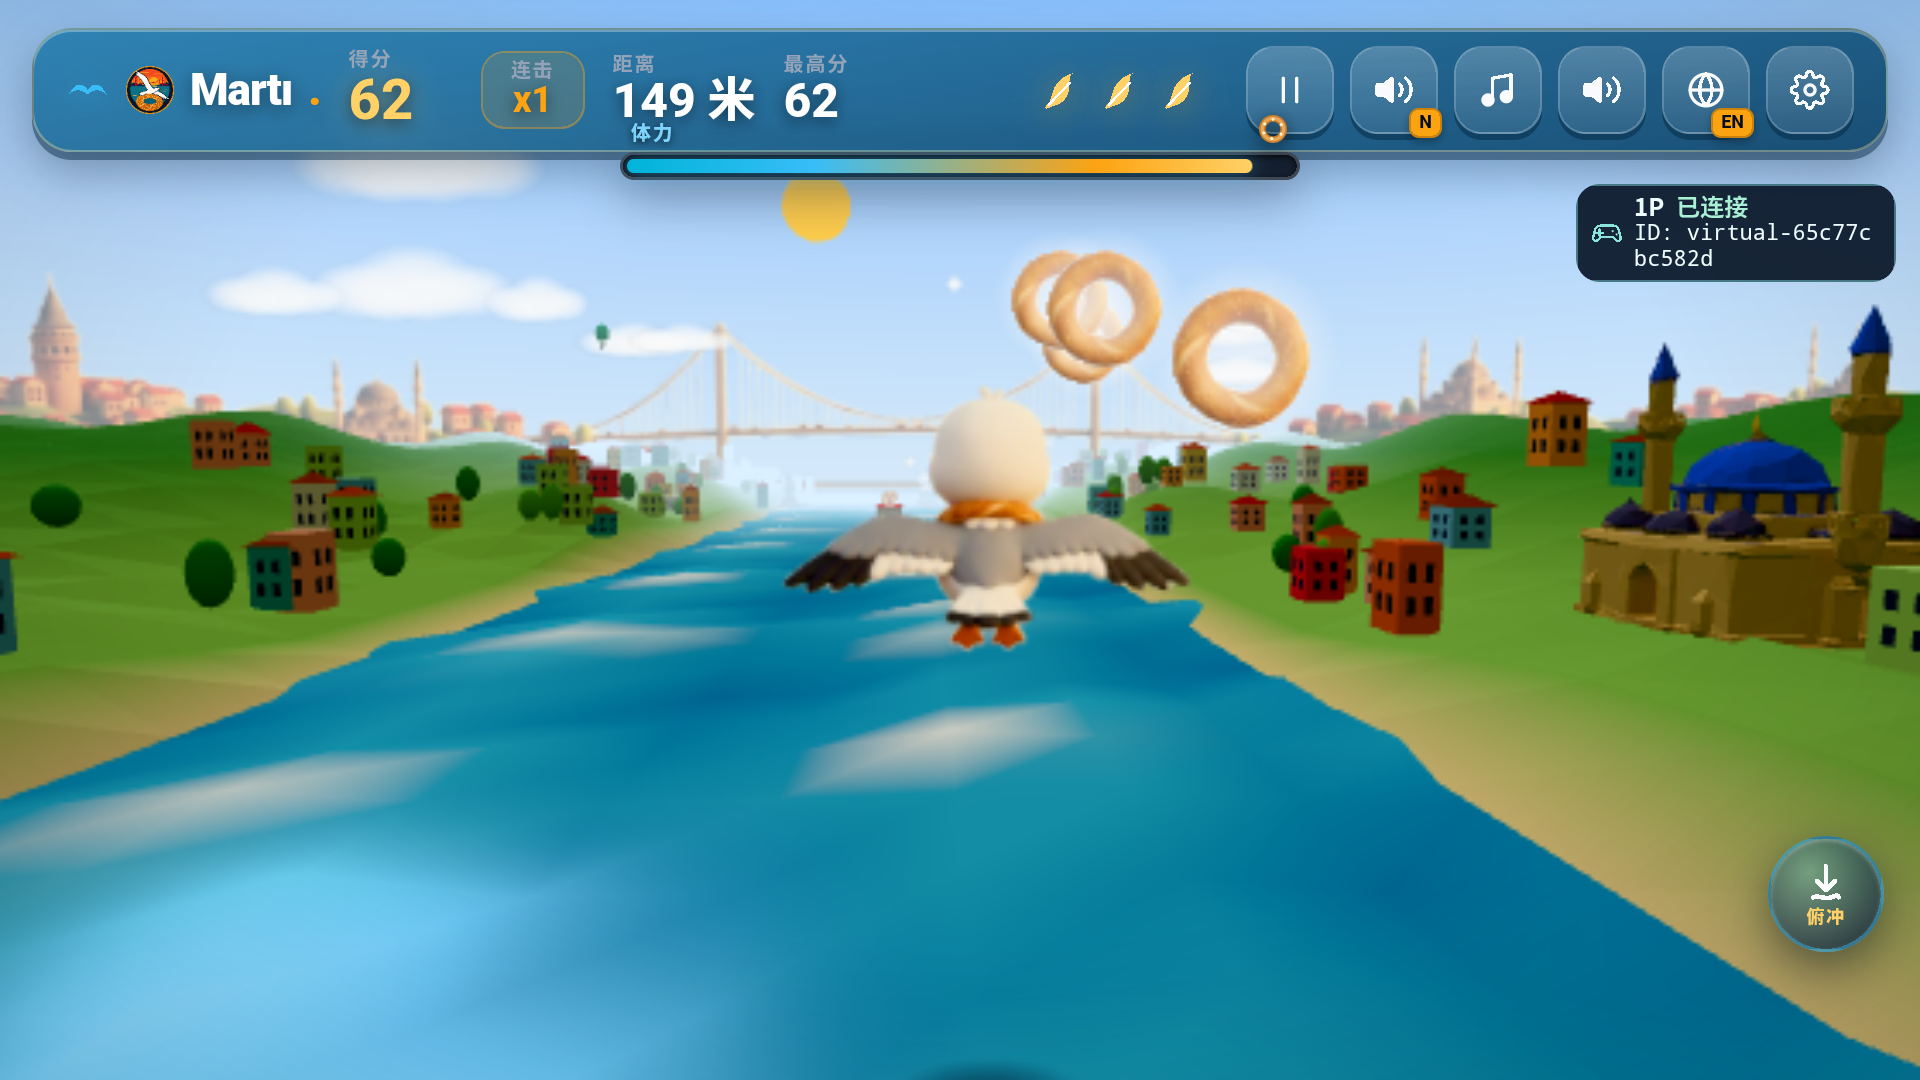 Martı
得分
62
连击
x1
距离
149 米
最高分
62
体力
N
EN
1P 已连接
ID: virtual-65c77c
bc582d
俯冲